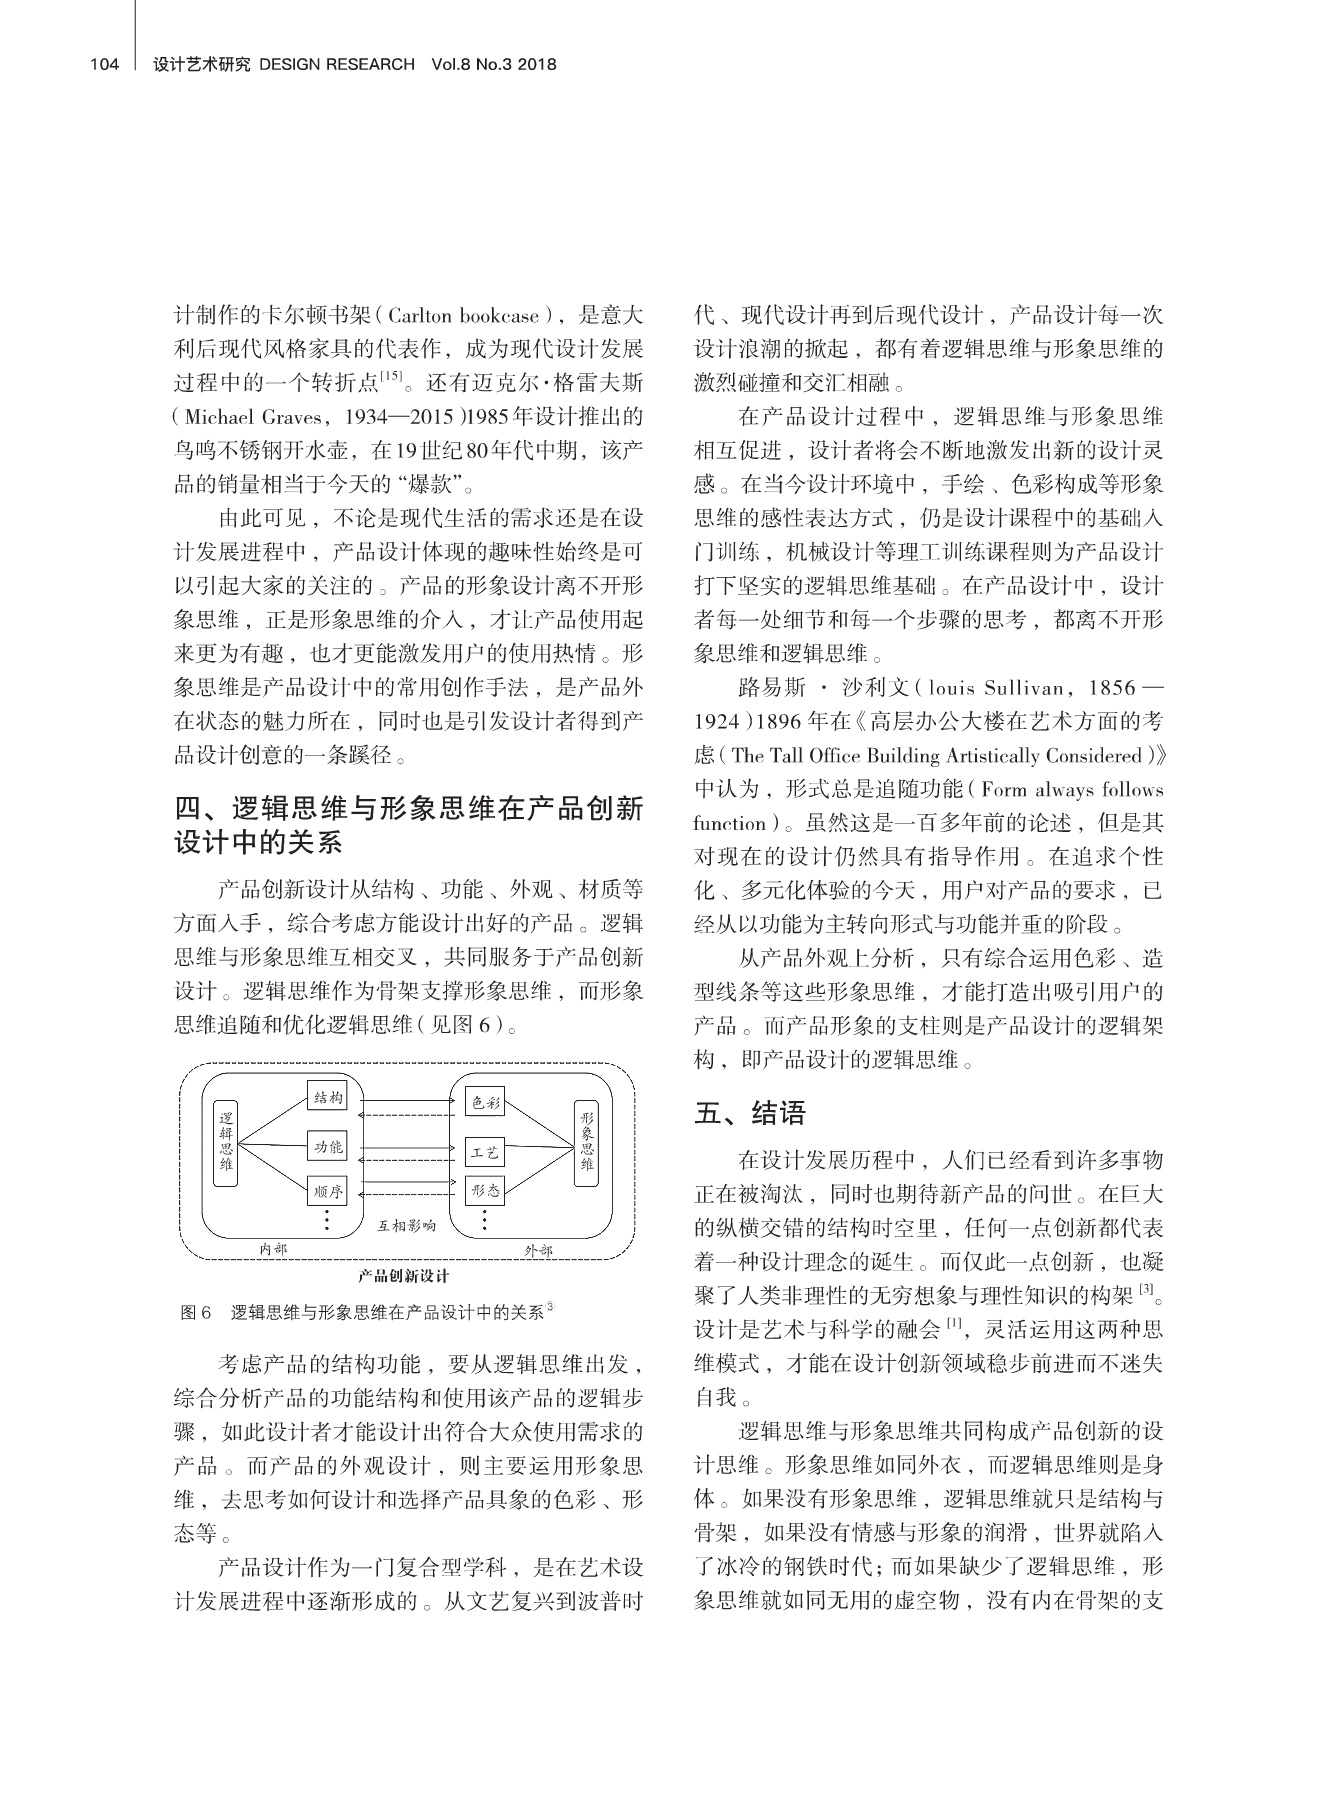 104 设计艺术研究 DESIGN RESEARCH Vol.8 No.3 2018
计制作的卡尔顿书架(Carlton bookcase)，是意大
利后现代风格家具的代表作，成为现代设计发展
过程中的一个转折点[15]。还有迈克尔·格雷夫斯
(Michael Graves，1934—2015)1985年设计推出的
鸟鸣不锈钢开水壶，在19世纪80年代中期，该产
品的销量相当于今天的“爆款”。
由此可见，不论是现代生活的需求还是在设
计发展进程中，产品设计体现的趣味性始终是可
以引起大家的关注的。产品的形象设计离不开形
象思维，正是形象思维的介入，才让产品使用起
来更为有趣，也才更能激发用户的使用热情。形
象思维是产品设计中的常用创作手法，是产品外
在状态的魅力所在，同时也是引发设计者得到产
品设计创意的一条蹊径。
四、逻辑思维与形象思维在产品创新
设计中的关系
产品创新设计从结构、功能、外观、材质等
方面入手，综合考虑方能设计出好的产品。逻辑
思维与形象思维互相交叉，共同服务于产品创新
设计。逻辑思维作为骨架支撑形象思维，而形象
思维追随和优化逻辑思维(见图6)。
逻辑思维
结构
功能
顺序
内部
互相影响
色彩
工艺
形态
形象思维
外部
产品创新设计
图6 逻辑思维与形象思维在产品设计中的关系③
考虑产品的结构功能，要从逻辑思维出发，
综合分析产品的功能结构和使用该产品的逻辑步
骤，如此设计者才能设计出符合大众使用需求的
产品。而产品的外观设计，则主要运用形象思
维，去思考如何设计和选择产品具象的色彩、形
态等。
产品设计作为一门复合型学科，是在艺术设
计发展进程中逐渐形成的。从文艺复兴到波普时
代、现代设计再到后现代设计，产品设计每一次
设计浪潮的掀起，都有着逻辑思维与形象思维的
激烈碰撞和交汇相融。
在产品设计过程中，逻辑思维与形象思维
相互促进，设计者将会不断地激发出新的设计灵
感。在当今设计环境中，手绘、色彩构成等形象
思维的感性表达方式，仍是设计课程中的基础入
门训练，机械设计等理工训练课程则为产品设计
打下坚实的逻辑思维基础。在产品设计中，设计
者每一处细节和每一个步骤的思考，都离不开形
象思维和逻辑思维。
路易斯·沙利文(louis Sullivan，1856—
1924)1896年在《高层办公大楼在艺术方面的考
虑(The Tall Office Building Artistically Considered)》
中认为，形式总是追随功能(Form always follows
function)。虽然这是一百多年前的论述，但是其
对现在的设计仍然具有指导作用。在追求个性
化、多元化体验的今天，用户对产品的要求，已
经从以功能为主转向形式与功能并重的阶段。
从产品外观上分析，只有综合运用色彩、造
型线条等这些形象思维，才能打造出吸引用户的
产品。而产品形象的支柱则是产品设计的逻辑架
构，即产品设计的逻辑思维。
五、结语
在设计发展历程中，人们已经看到许多事物
正在被淘汰，同时也期待新产品的问世。在巨大
的纵横交错的结构时空里，任何一点创新都代表
着一种设计理念的诞生。而仅此一点创新，也凝
聚了人类非理性的无穷想象与理性知识的构架[3]。
设计是艺术与科学的融会[1]，灵活运用这两种思
维模式，才能在设计创新领域稳步前进而不迷失
自我。
逻辑思维与形象思维共同构成产品创新的设
计思维。形象思维如同外衣，而逻辑思维则是身
体。如果没有形象思维，逻辑思维就只是结构与
骨架，如果没有情感与形象的润滑，世界就陷入
了冰冷的钢铁时代；而如果缺少了逻辑思维，形
象思维就如同无用的虚空物，没有内在骨架的支